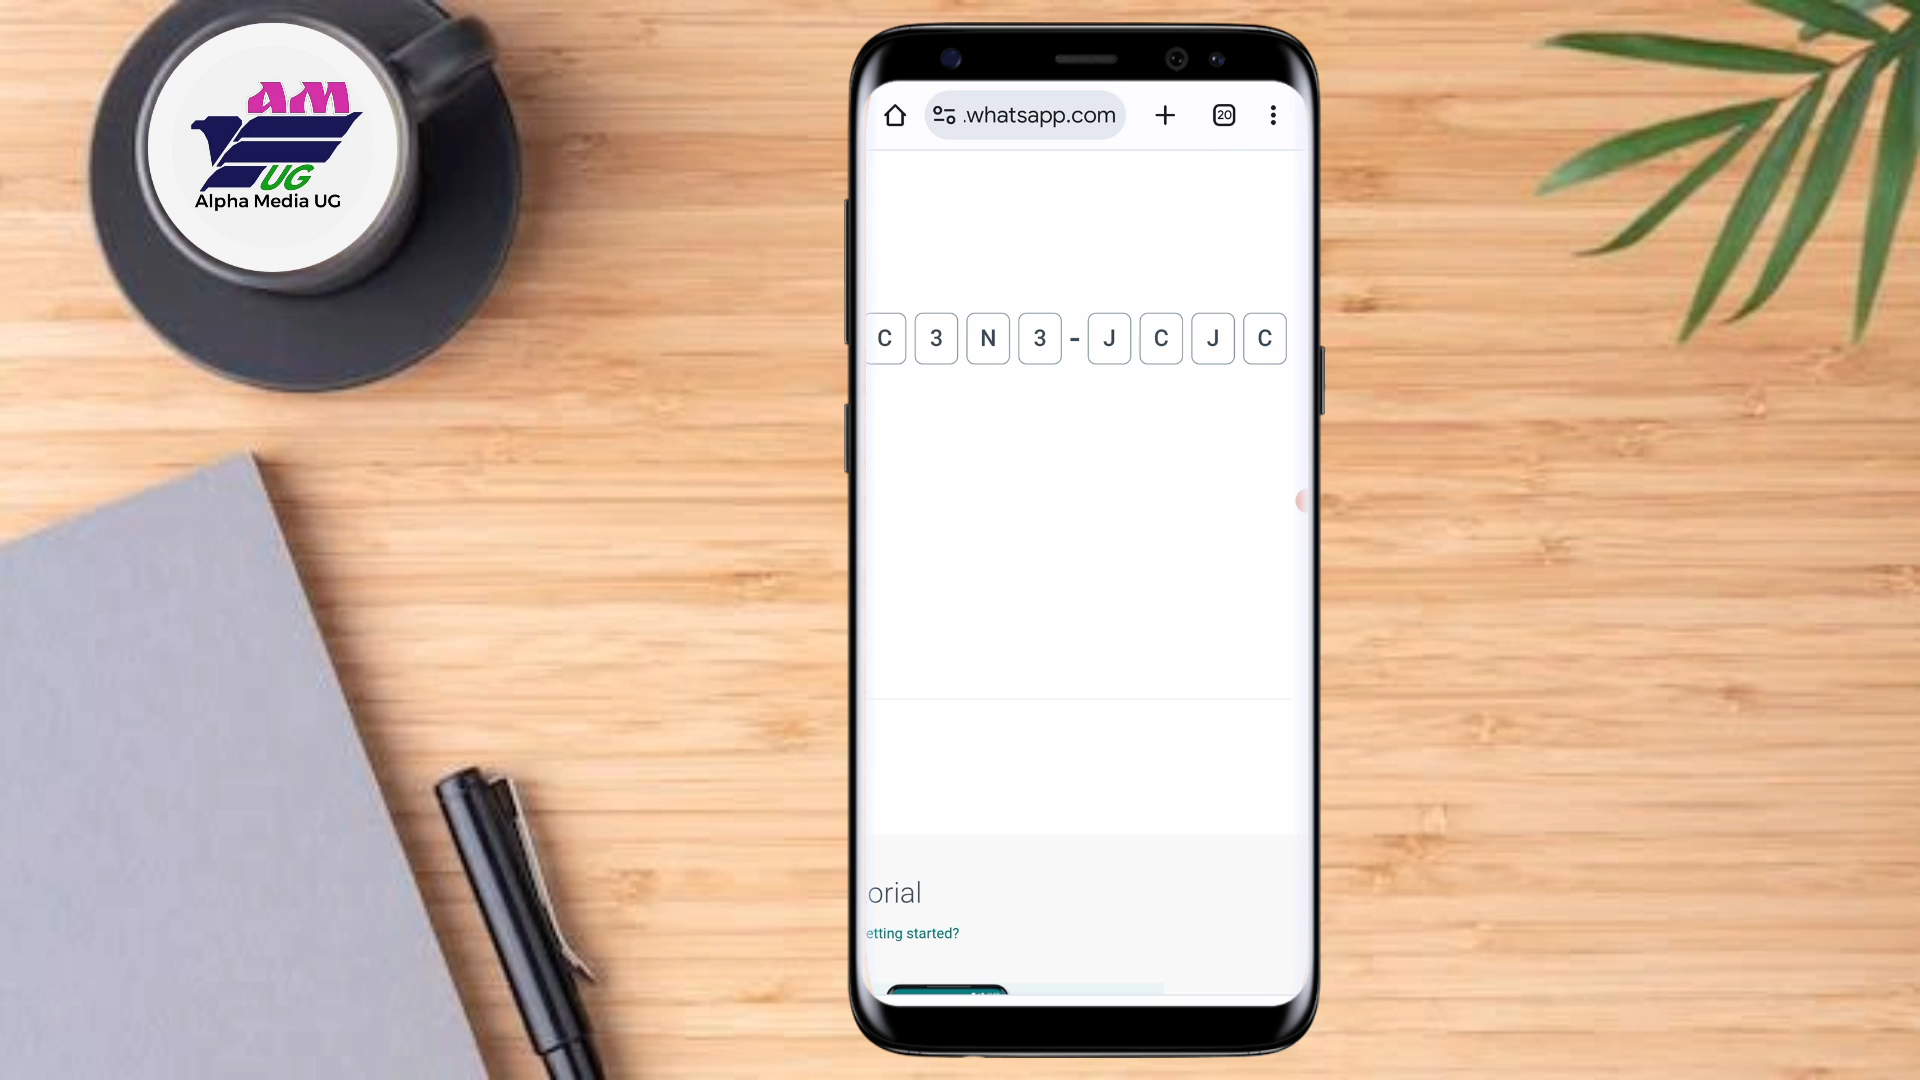 AM
UG
Alpha Media UG
.whatsapp.com
20
C 3 N 3 - J C J C
orial
etting started?